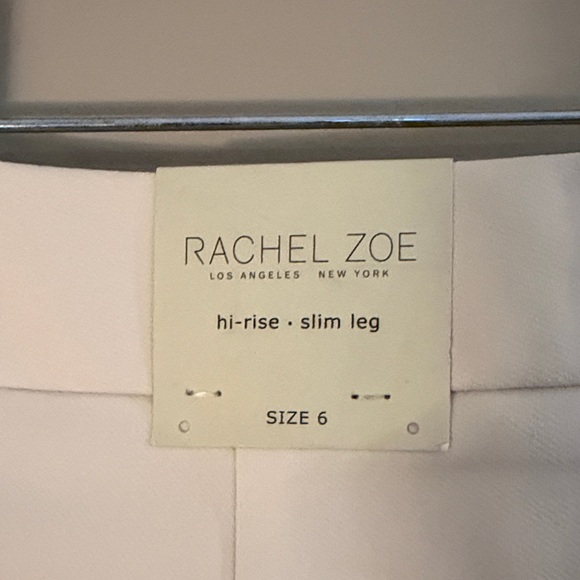 RACHEL ZOE
LOS ANGELES NEW YORK
hi-rise · slim leg
SIZE 6